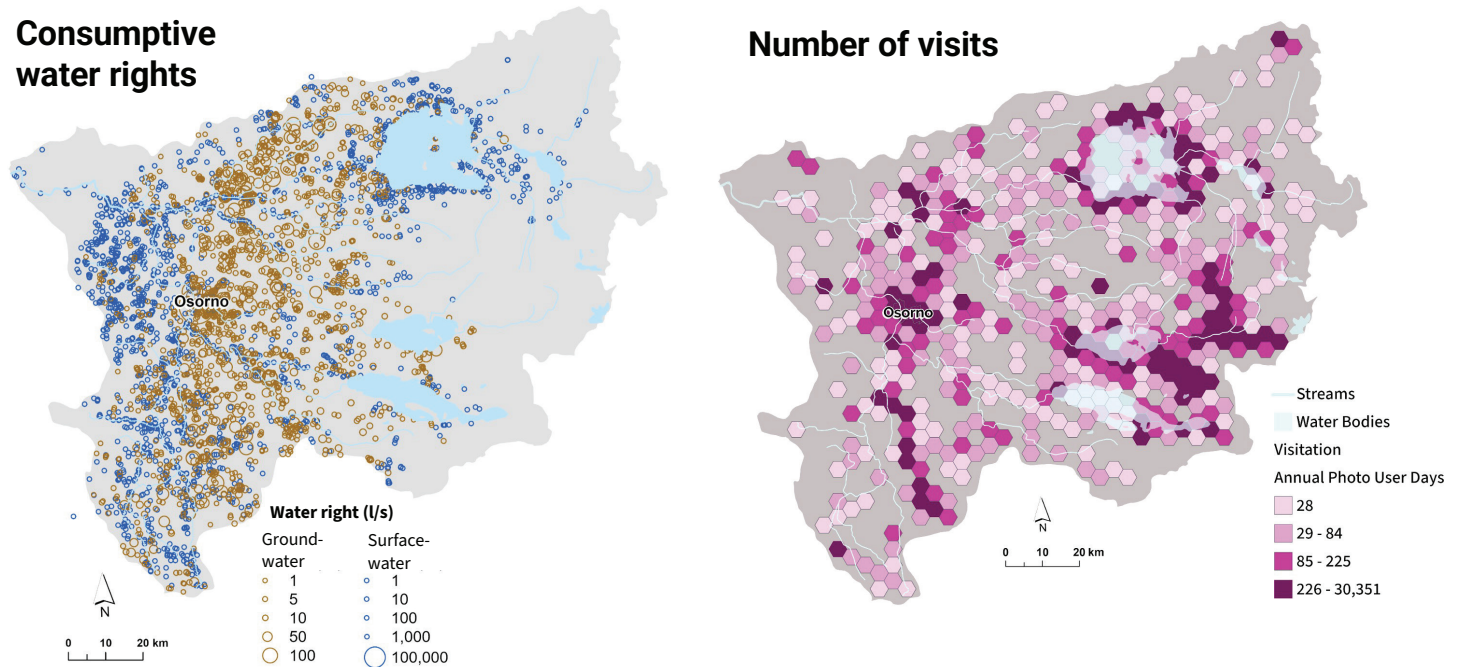 Consumptive
water rights
Osorno
Water right (l/s)
Ground-
water
Surface-
water
1
5
10
50
100
1
10
100
1,000
100,000
N
0 10 20 km
Number of visits
Osorno
Streams
Water Bodies
Visitation
Annual Photo User Days
28
29 - 84
85 - 225
226 - 30,351
N
0 10 20 km